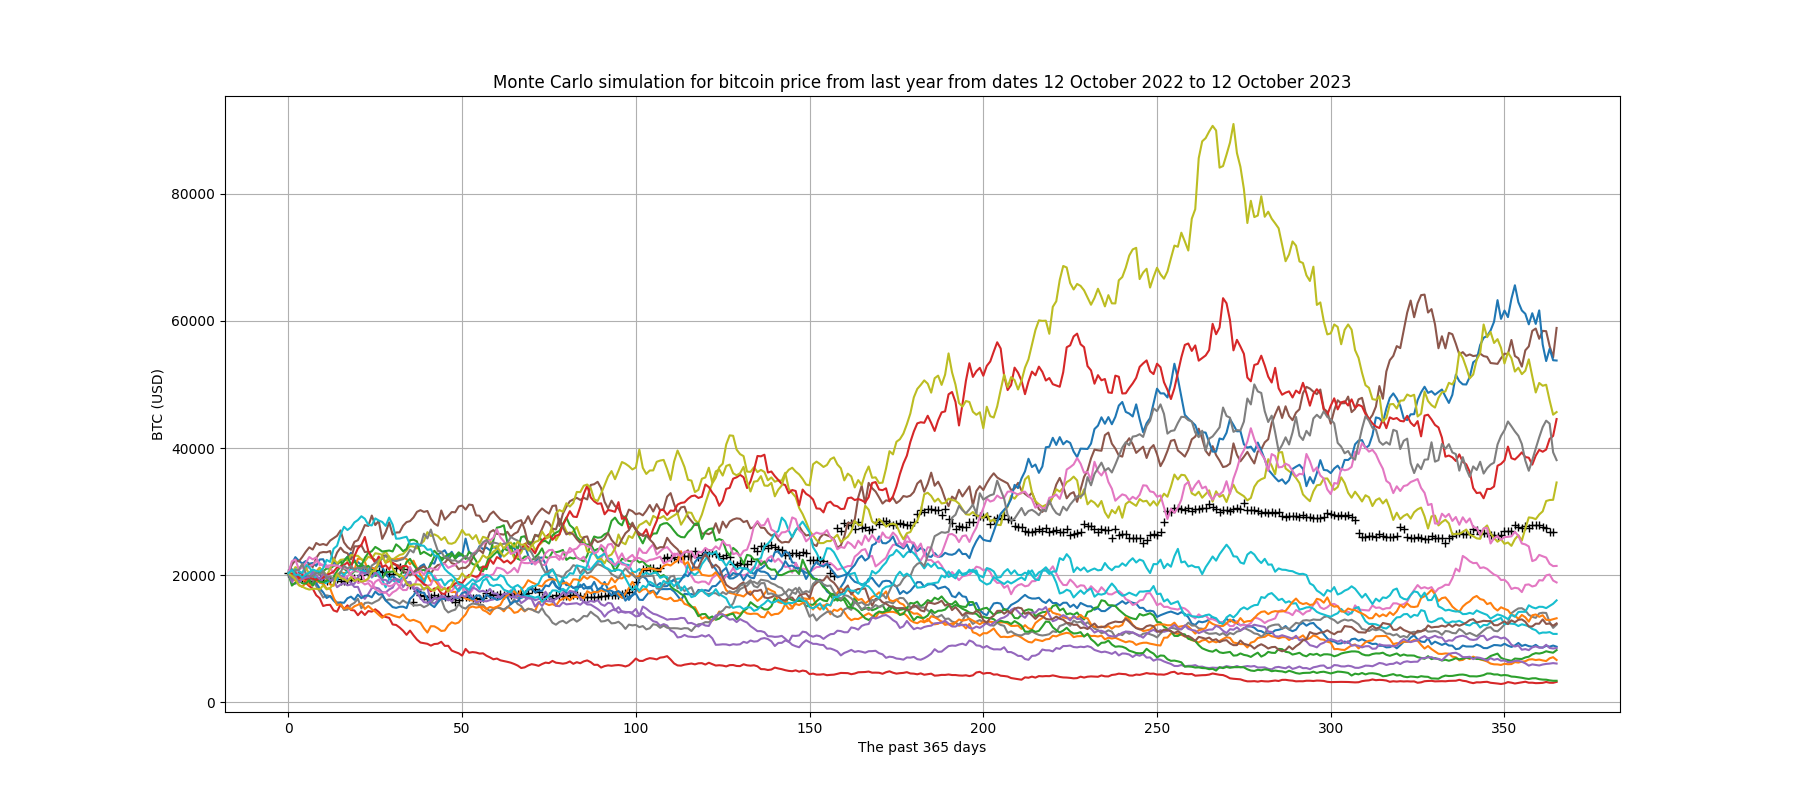 Monte Carlo simulation for bitcoin price from last year from dates 12 October 2022 to 12 October 2023
BTC (USD)
80000
60000
40000
20000
0
0 50 100 150 200 250 300 350
The past 365 days